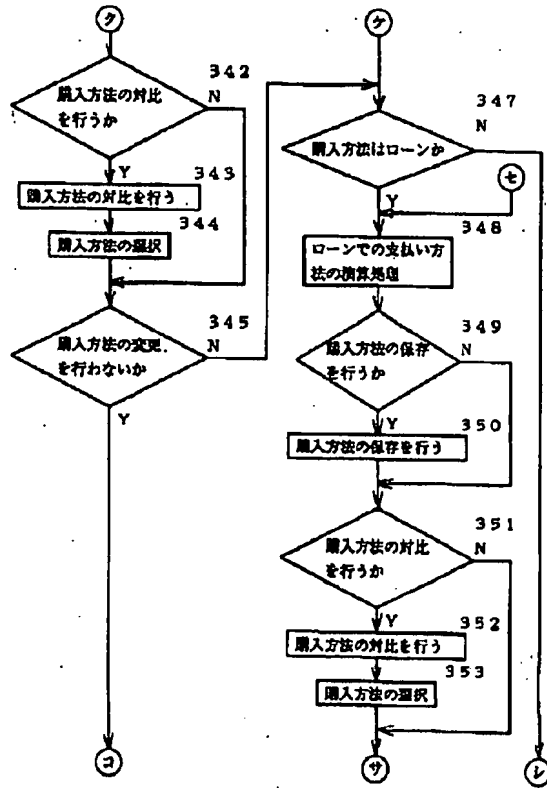 ク
342
購入方法の対比
を行うか
N
Y
343
購入方法の対比を行う
344
購入方法の選択
345
購入方法の変更
を行わないか
N
Y
コ
ケ
347
購入方法はローンか
N
セ
Y
348
ローンでの支払い方
法の演算処理
349
購入方法の保存
を行うか
N
Y
350
購入方法の保存を行う
351
購入方法の対比
を行うか
N
Y
352
購入方法の対比を行う
353
購入方法の選択
サ
シ